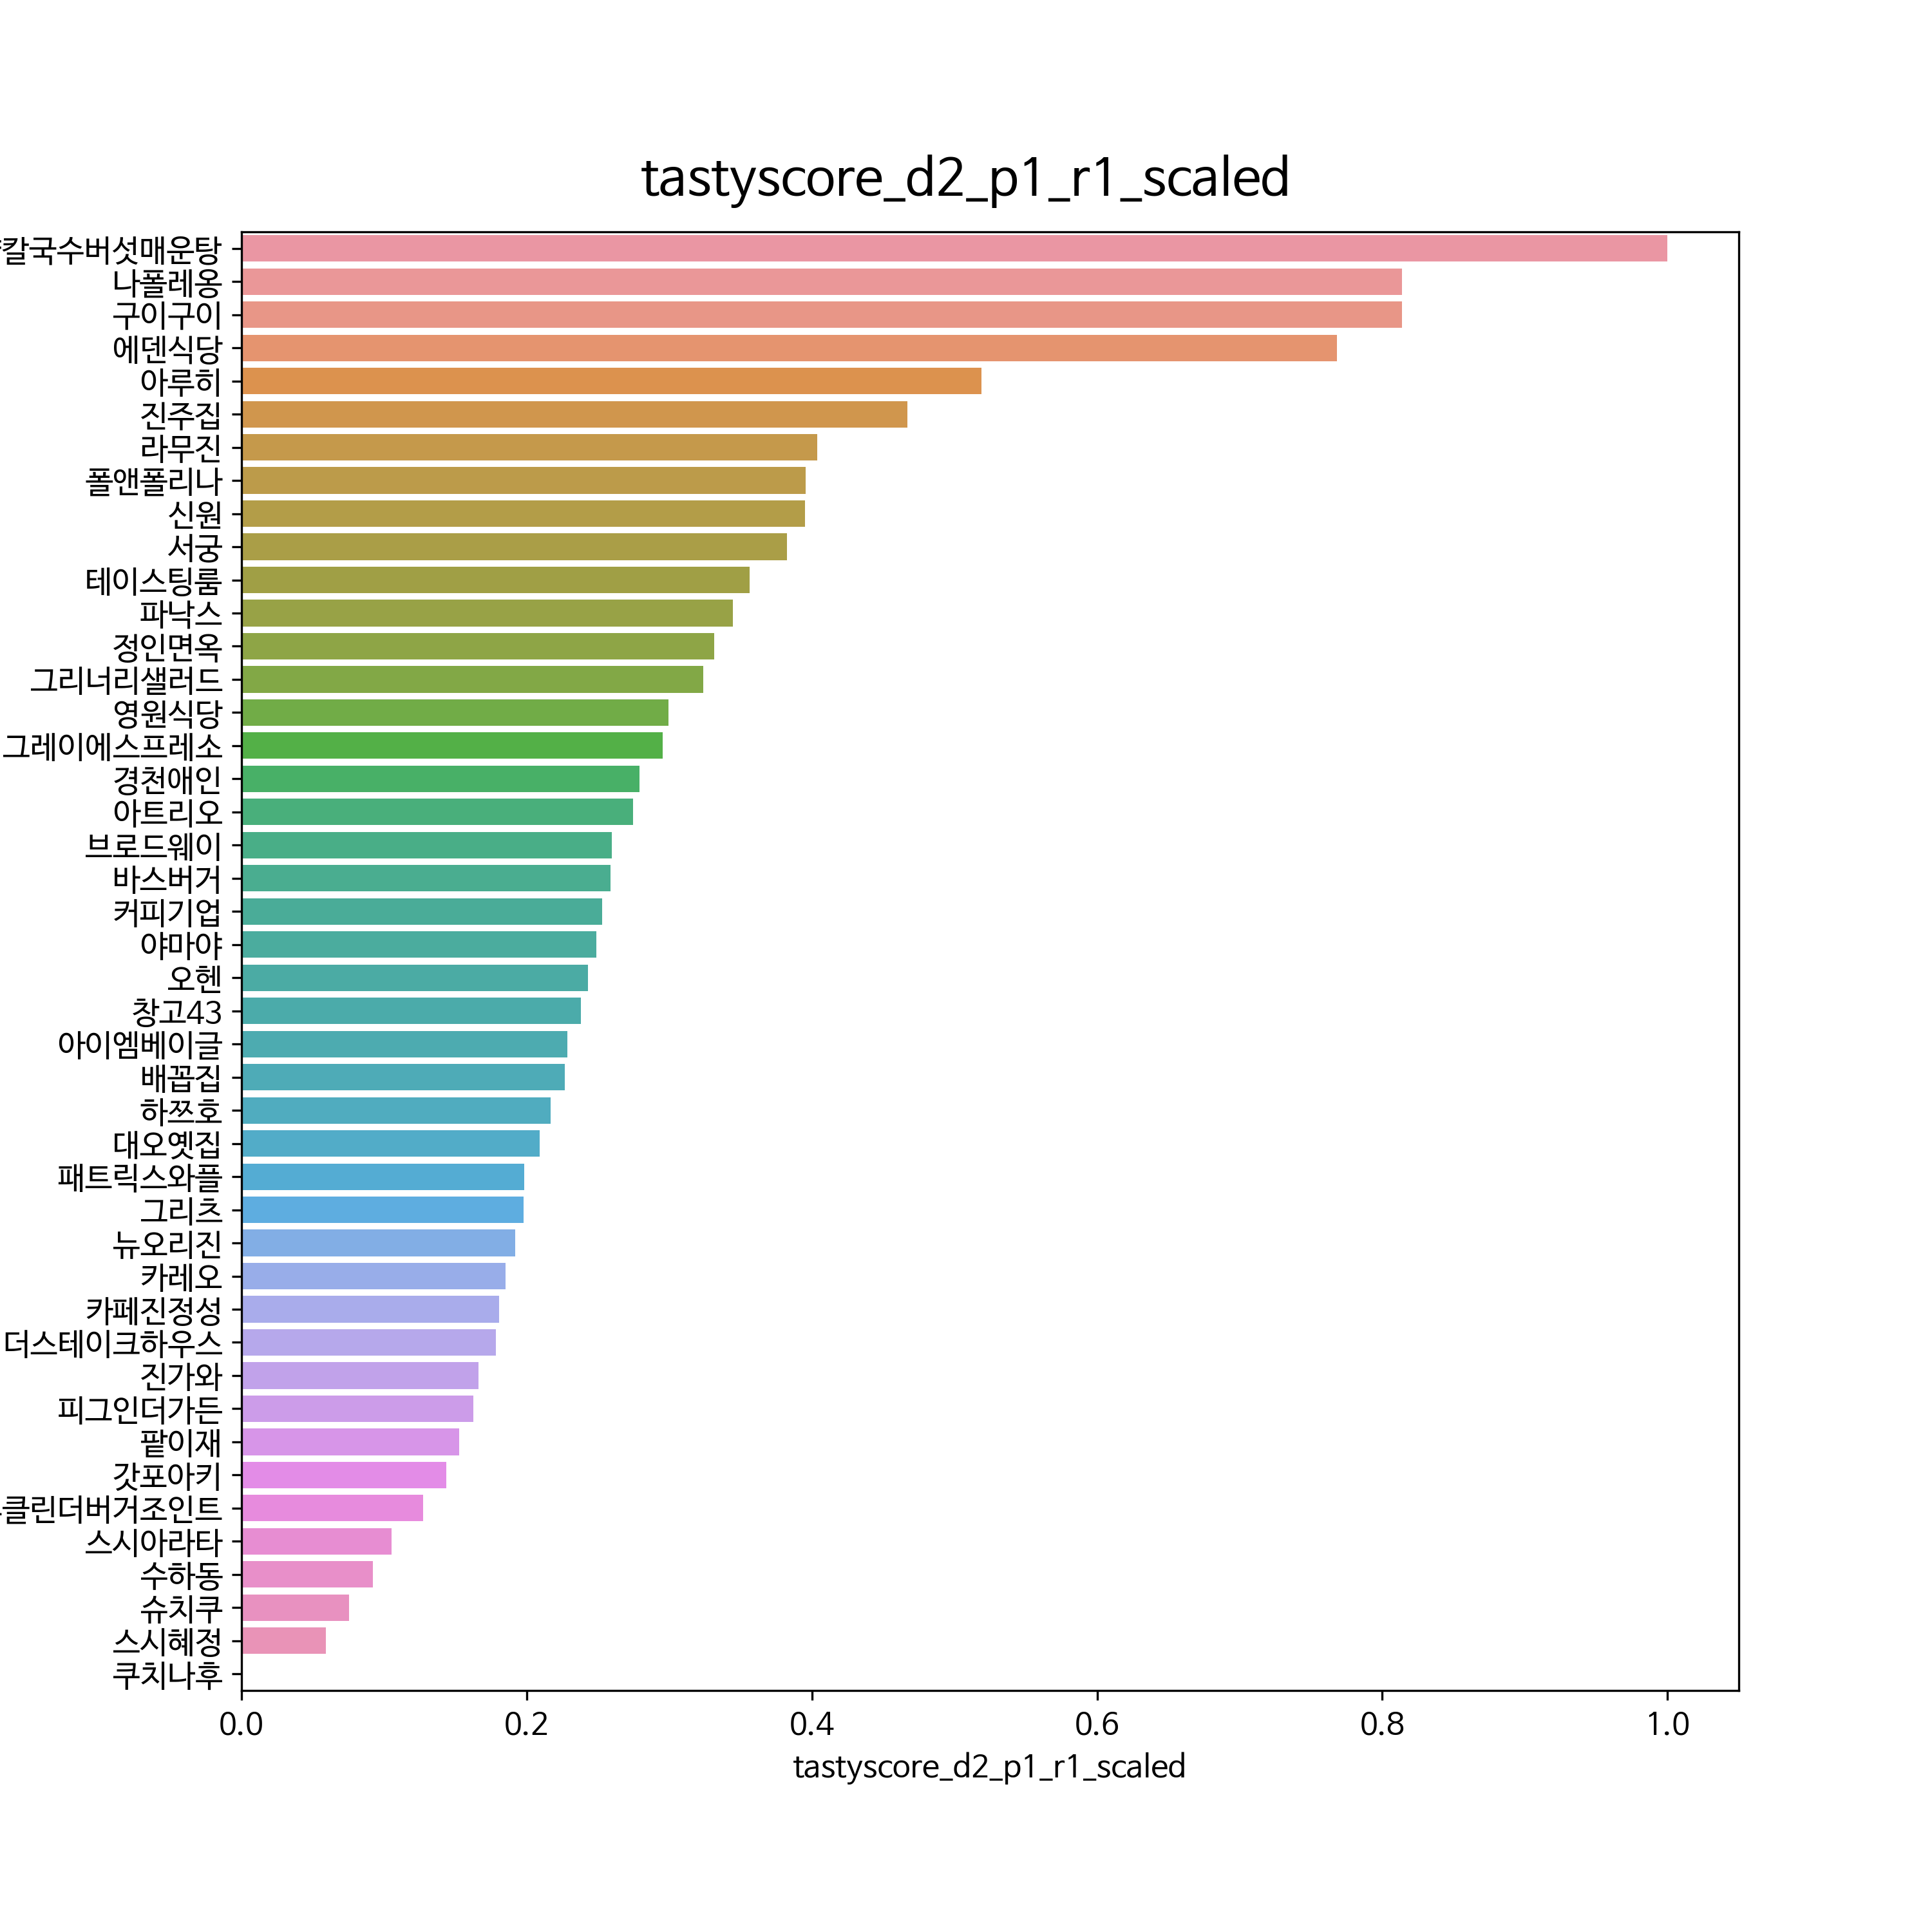 tastyscore_d2_p1_r1_scaled
칼국수버섯매운탕
나폴레옹
구이구이
에덴식당
아루히
진주집
라무진
폴앤폴리나
신원
서궁
테이스팅룸
파낙스
정인면옥
그리너리샐러드
영원식당
그레이에스프레소
경천애인
아트리오
브로드웨이
바스버거
커피기업
야마야
오헨
창고43
아이엠베이글
배꼽집
하쯔호
대오옛집
패트릭스와플
그리츠
뉴오리진
카레오
카페진정성
더스테이크하우스
진가와
피그인더가든
팥이재
갓포아키
클린더버거조인트
스시아라타
수하동
슈치쿠
스시혜정
쿠치나후
0.0 0.2 0.4 0.6 0.8 1.0
tastyscore_d2_p1_r1_scaled